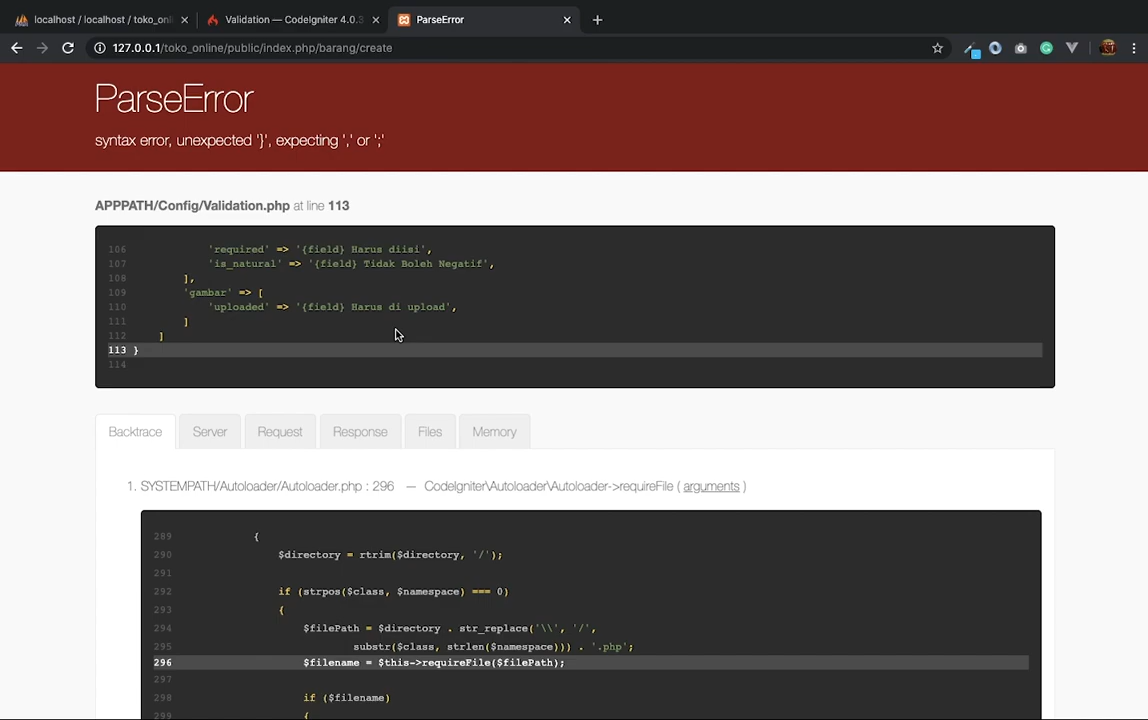 localhost / localhost / toko_onli
Validation — CodeIgniter 4.0.3
ParseError
127.0.0.1/toko_online/public/index.php/barang/create
ParseError
syntax error, unexpected '}', expecting ',' or ';'
APPPATH/Config/Validation.php at line 113
106 'required' => '{field} Harus diisi',
107 'is_natural' => '{field} Tidak Boleh Negatif',
108 ],
109 'gambar' => [
110 'uploaded' => '{field} Harus di upload',
111 ]
112 ]
113 }
114
Backtrace
Server
Request
Response
Files
Memory
1. SYSTEMPATH/Autoloader/Autoloader.php : 296 — CodeIgniter\Autoloader\Autoloader->requireFile ( arguments )
289 {
290 $directory = rtrim($directory, '/');
291
292 if (strpos($class, $namespace) === 0)
293 {
294 $filePath = $directory . str_replace('\\', '/',
295 substr($class, strlen($namespace))) . '.php';
296 $filename = $this->requireFile($filePath);
297
298 if ($filename)
299 {